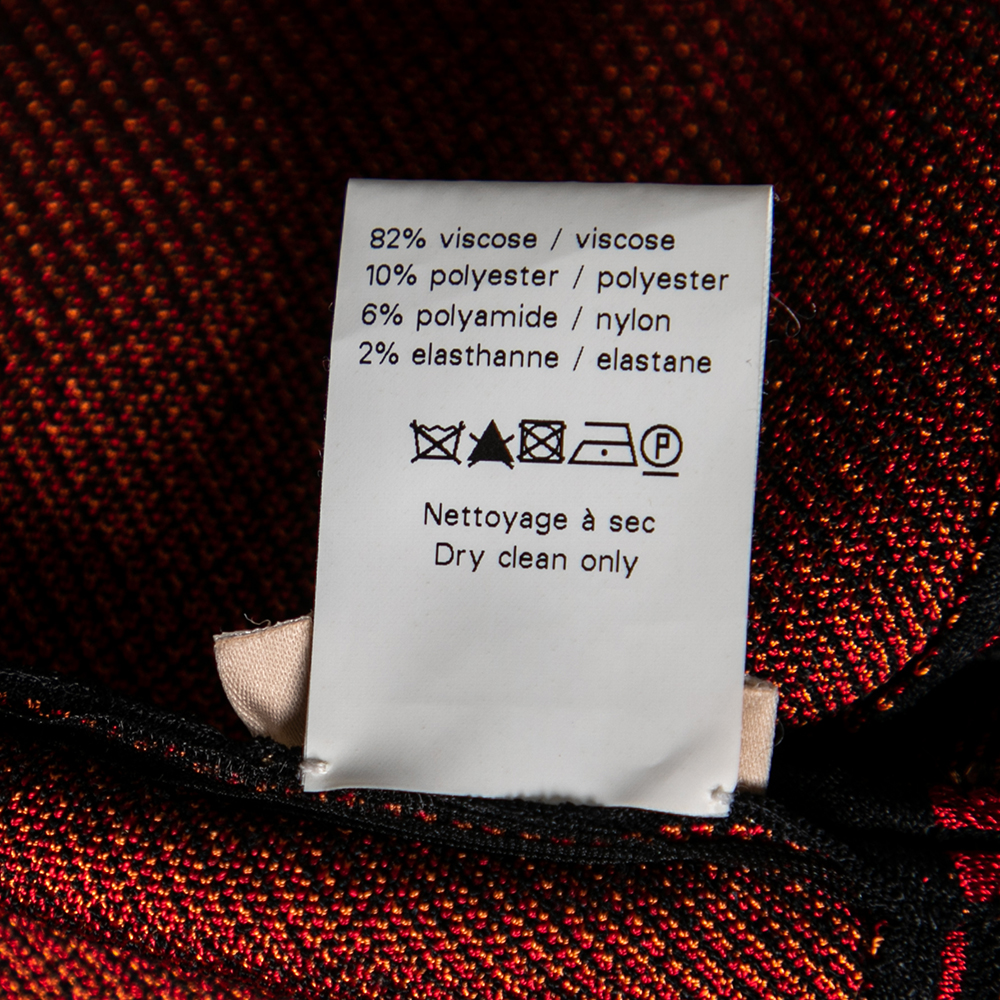 82% viscose / viscose
10% polyester / polyester
6% polyamide / nylon
2% elasthanne / elastane
P
Nettoyage à sec
Dry clean only